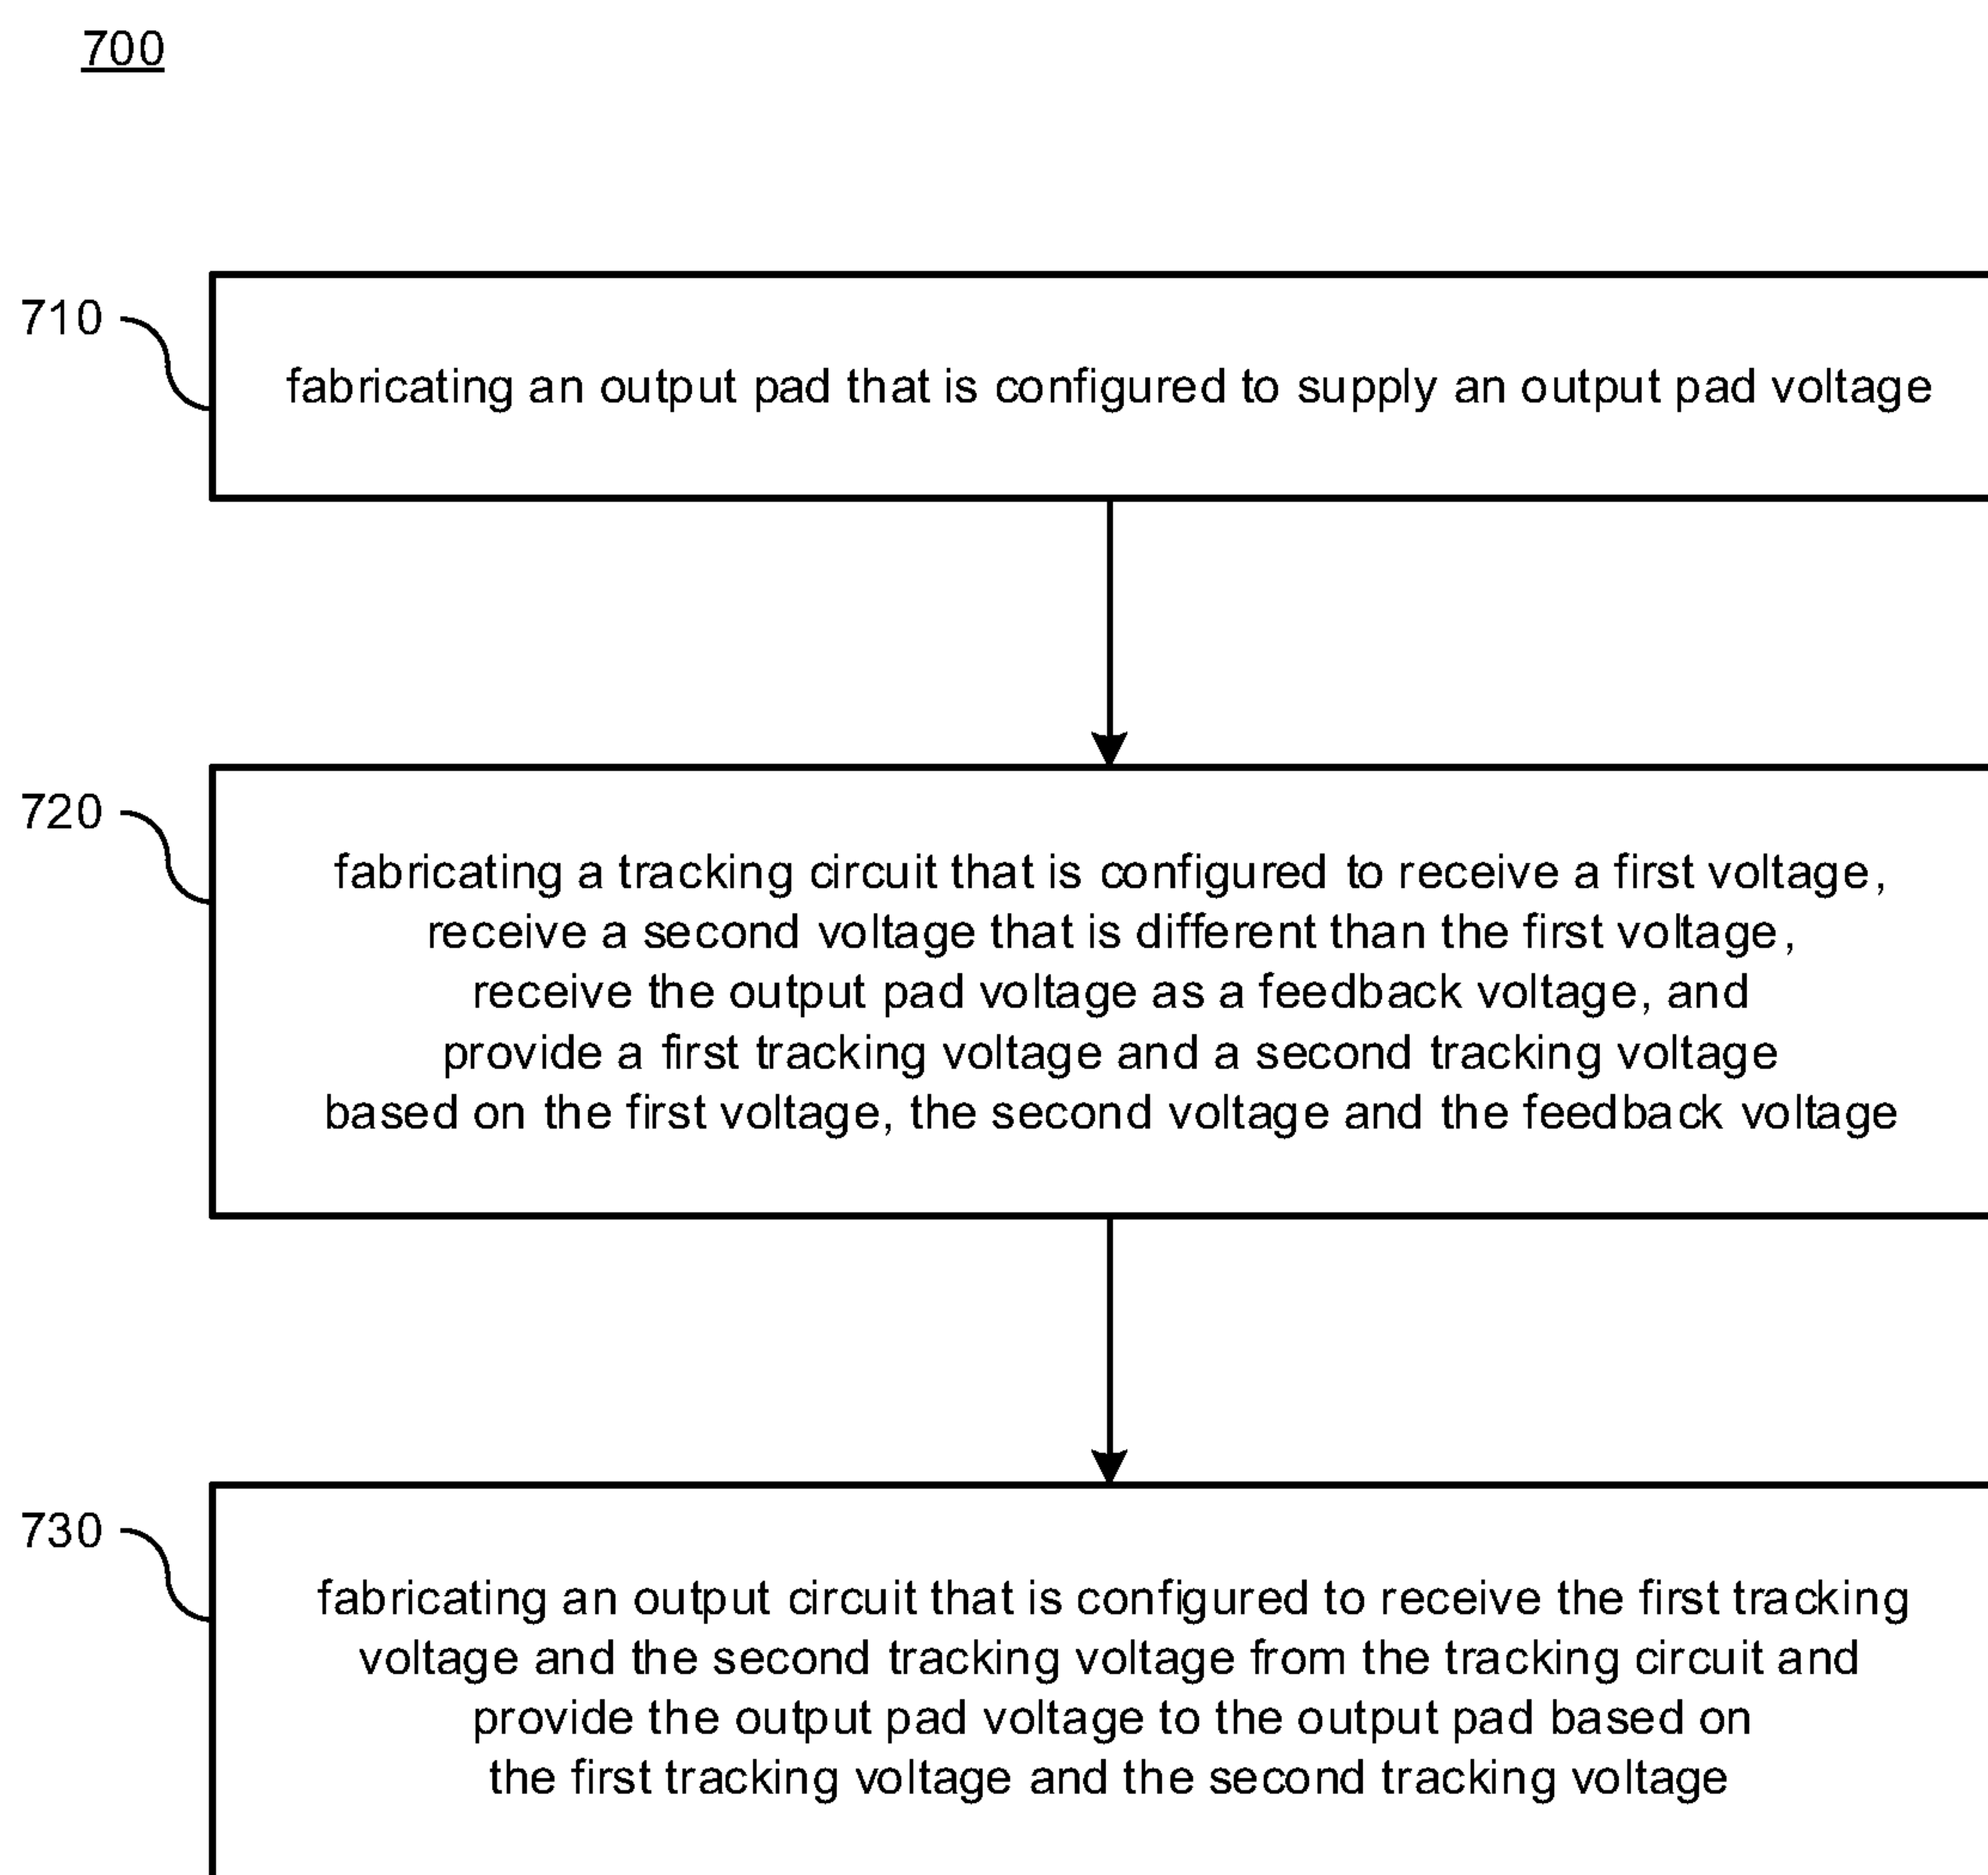 700
710
fabricating an output pad that is configured to supply an output pad voltage
720
fabricating a tracking circuit that is configured to receive a first voltage,
receive a second voltage that is different than the first voltage,
receive the output pad voltage as a feedback voltage, and
provide a first tracking voltage and a second tracking voltage
based on the first voltage, the second voltage and the feedback voltage
730
fabricating an output circuit that is configured to receive the first tracking
voltage and the second tracking voltage from the tracking circuit and
provide the output pad voltage to the output pad based on
the first tracking voltage and the second tracking voltage